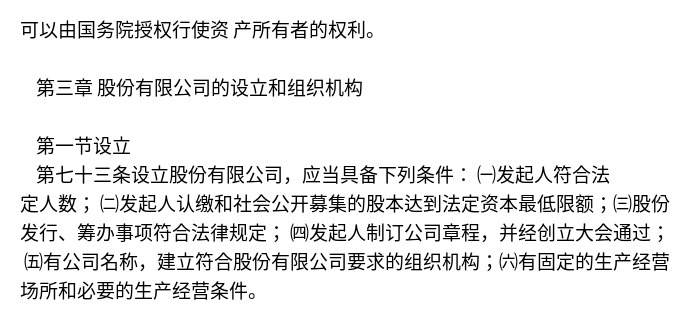 可以由国务院授权行使资 产所有者的权利。
第三章 股份有限公司的设立和组织机构
第一节设立
第七十三条设立股份有限公司，应当具备下列条件：㈠发起人符合法
定人数；㈡发起人认缴和社会公开募集的股本达到法定资本最低限额；㈢股份
发行、筹办事项符合法律规定；㈣发起人制订公司章程，并经创立大会通过；
㈤有公司名称，建立符合股份有限公司要求的组织机构；㈥有固定的生产经营
场所和必要的生产经营条件。